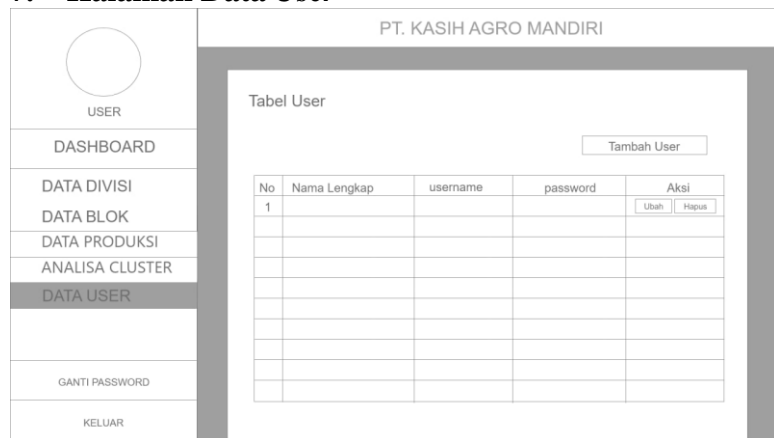 PT. KASIH AGRO MANDIRI
USER
DASHBOARD
DATA DIVISI
DATA BLOK
DATA PRODUKSI
ANALISA CLUSTER
DATA USER
GANTI PASSWORD
KELUAR
Tabel User
Tambah User
No Nama Lengkap username password Aksi
1 Ubah Hapus